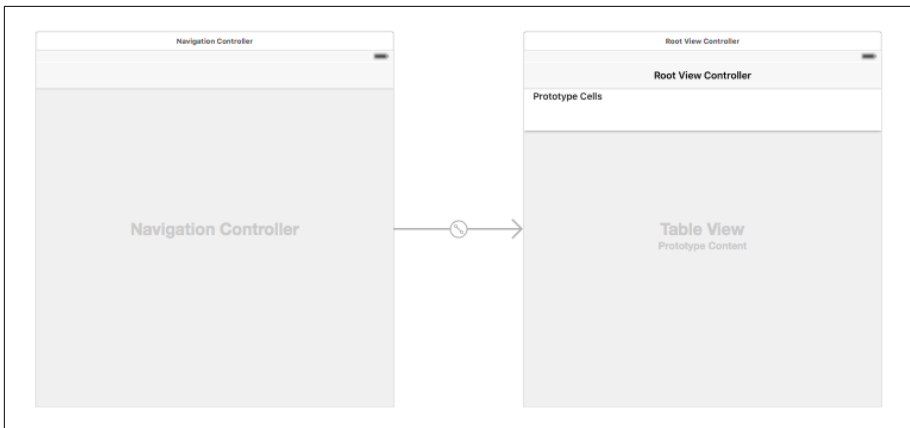 Navigation Controller
Navigation Controller
Root View Controller
Root View Controller
Prototype Cells
Table View
Prototype Content